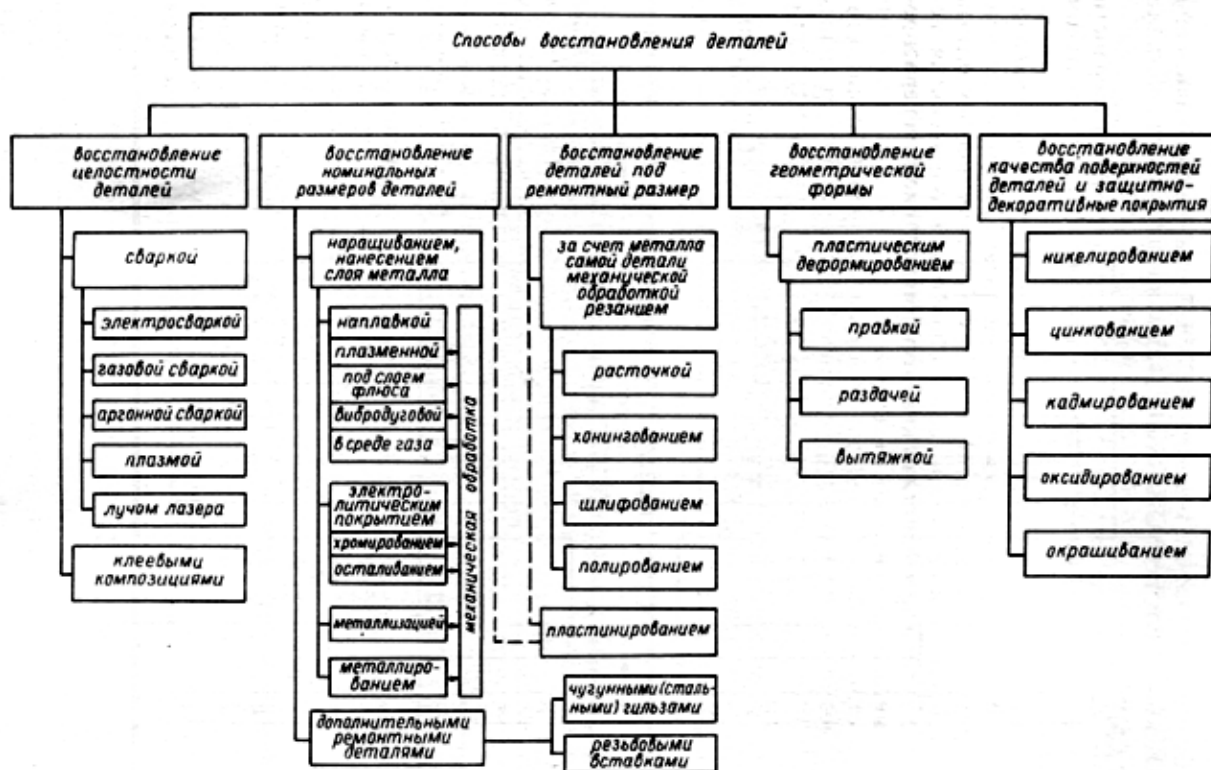 Способы восстановления деталей
восстановление
целостности
деталей
сваркой
электросваркой
газовой сваркой
аргонной сваркой
плазмой
лучом лазера
клеевыми
композициями
восстановление
номинальных
размеров деталей
наращиванием,
нанесением
слоя металла
наплавкой
плазменной
под слоем
флюса
вибродуговой
в среде газа
электро-
литическим
покрытием
хромированием
осталиванием
металлизацией
металлиро-
ванием
механическая обработка
дополнительными
ремонтными
деталями
чугунными (сталь-
ными) гильзами
резьбовыми
вставками
восстановление
деталей под
ремонтный размер
за счет металла
самой детали
механической
обработкой
резанием
расточкой
хонингованием
шлифованием
полированием
пластинированием
восстановление
геометрической
формы
пластическим
деформированием
правкой
раздачей
вытяжкой
восстановление
качества поверхностей
деталей и защитно-
декоративные покрытия
никелированием
цинкованием
кадмированием
оксидированием
окрашиванием